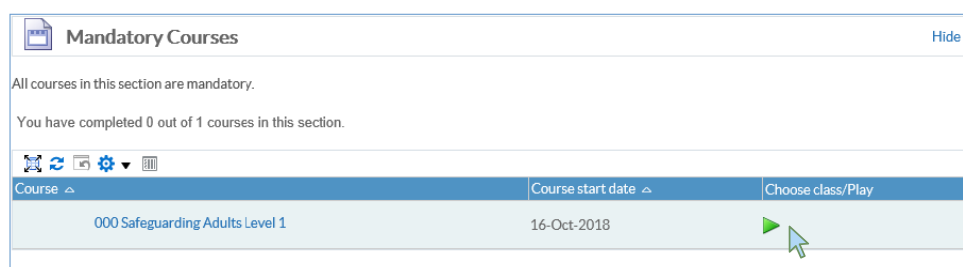 Mandatory Courses
Hide
All courses in this section are mandatory.
You have completed 0 out of 1 courses in this section.
Course Course start date Choose class/Play
000 Safeguarding Adults Level 1 16-Oct-2018